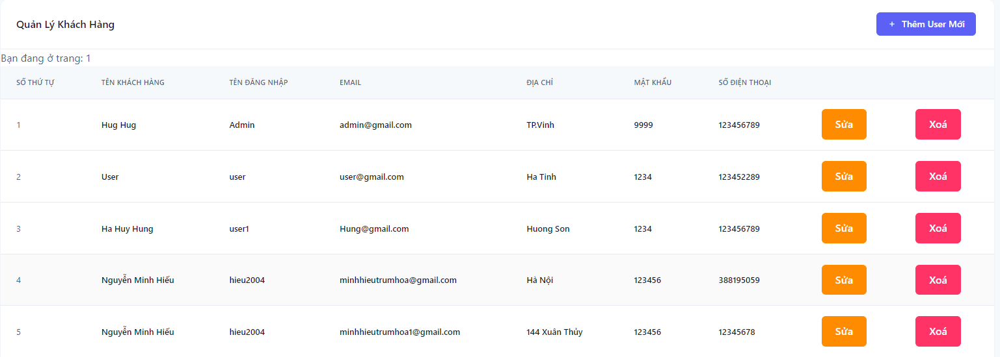 Quản Lý Khách Hàng
+ Thêm User Mới
Bạn đang ở trang: 1
SỐ THỨ TỰ TÊN KHÁCH HÀNG TÊN ĐĂNG NHẬP EMAIL ĐỊA CHỈ MẬT KHẨU SỐ ĐIỆN THOẠI
1 Hug Hug Admin admin@gmail.com TP.Vinh 9999 123456789 Sửa Xoá
2 User user user@gmail.com Ha Tinh 1234 123452289 Sửa Xoá
3 Ha Huy Hung user1 Hung@gmail.com Huong Son 1234 123456789 Sửa Xoá
4 Nguyễn Minh Hiếu hieu2004 minhhieutrumhoa@gmail.com Hà Nội 123456 388195059 Sửa Xoá
5 Nguyễn Minh Hiếu hieu2004 minhhieutrumhoa1@gmail.com 144 Xuân Thủy 123456 12345678 Sửa Xoá